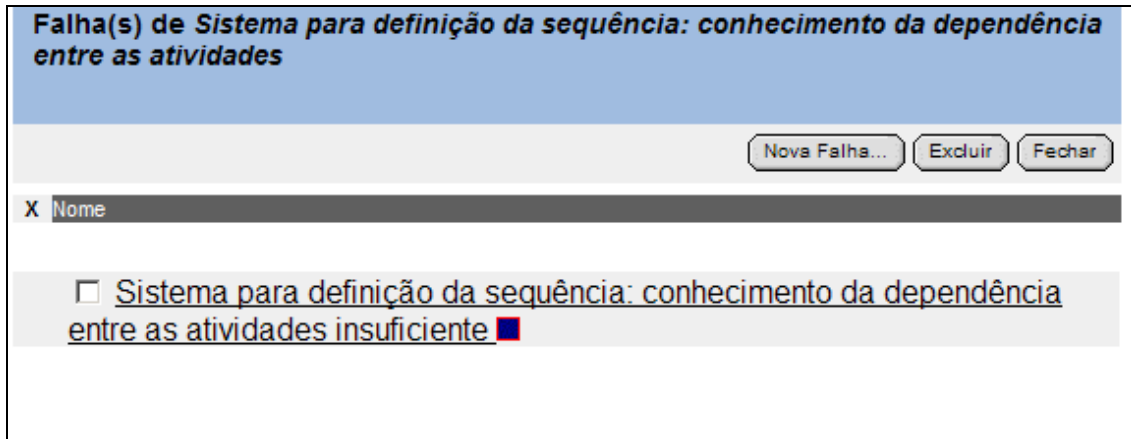 Falha(s) de Sistema para definição da sequência: conhecimento da dependência
entre as atividades
Nova Falha... Excluir Fechar
X Nome
Sistema para definição da sequência: conhecimento da dependência
entre as atividades insuficiente